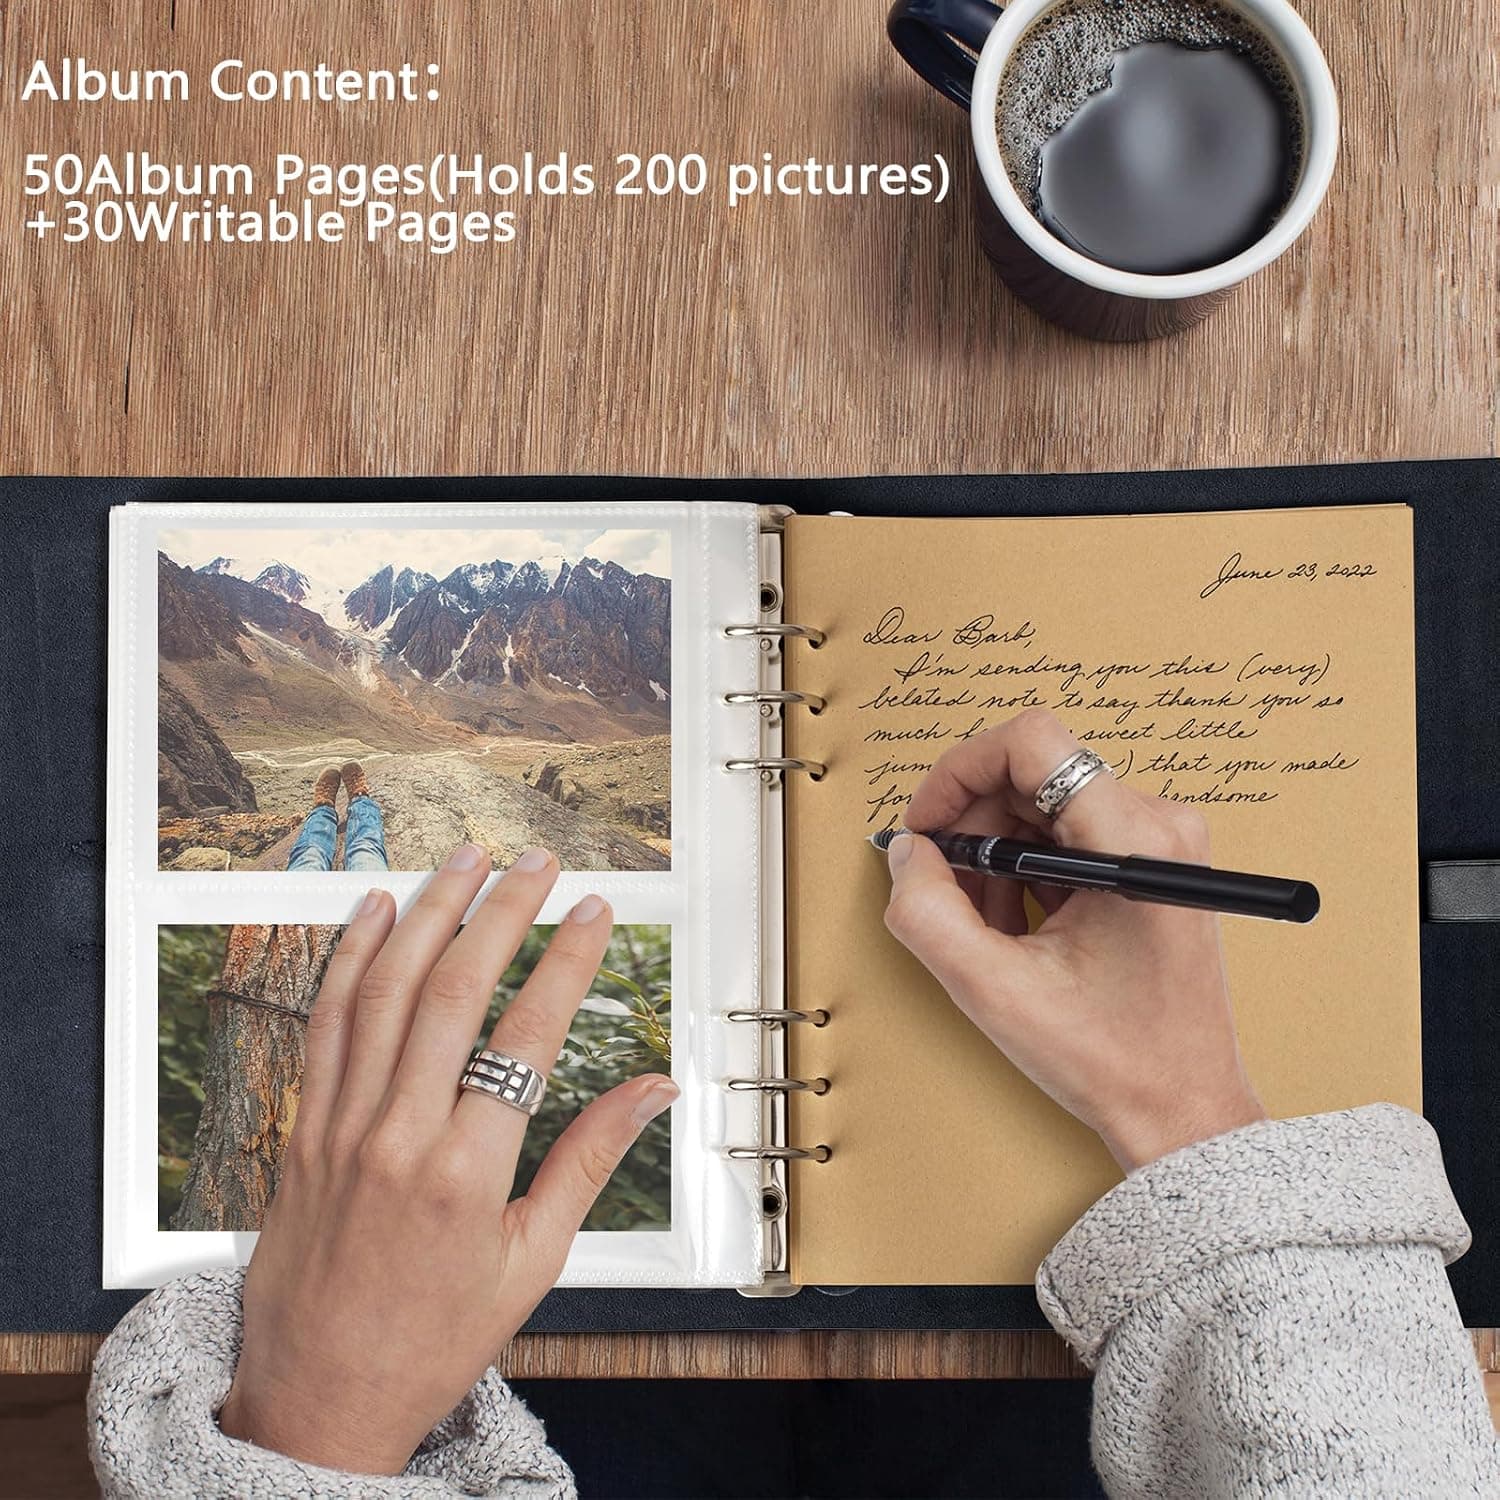 Album Content:
50Album Pages(Holds 200 pictures)
+30Writable Pages
June 23, 2022
Dear Barb,
I'm sending you this (very)
belated note to say thank you so
much sweet little
) that you made
handsome